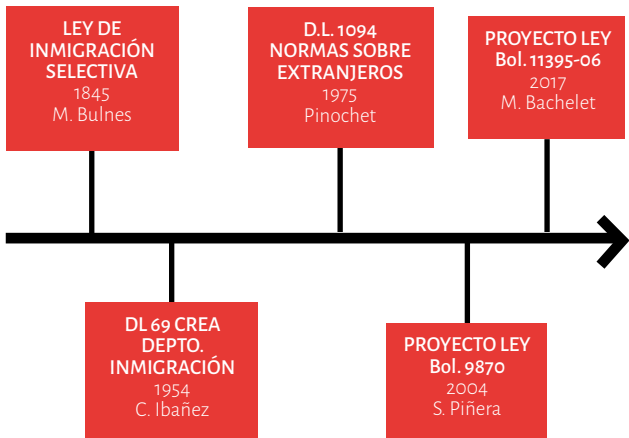 LEY DE
INMIGRACIÓN
SELECTIVA
1845
M. Bulnes
D.L. 1094
NORMAS SOBRE
EXTRANJEROS
1975
Pinochet
PROYECTO LEY
Bol. 11395-06
2017
M. Bachelet
DL 69 CREA
DEPTO.
INMIGRACIÓN
1954
C. Ibañez
PROYECTO LEY
Bol. 9870
2004
S. Piñera